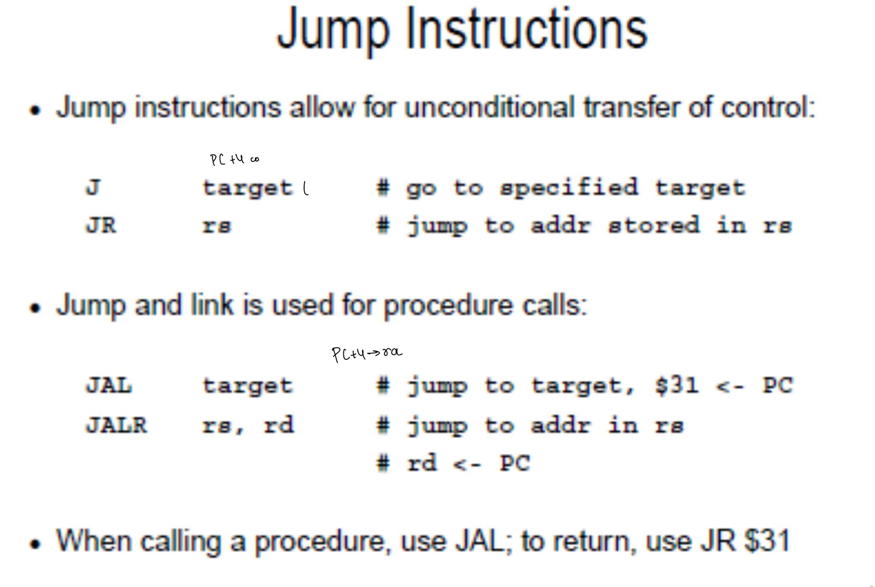 Jump Instructions
• Jump instructions allow for unconditional transfer of control:
PC+4
J target # go to specified target
JR rs # jump to addr stored in rs
• Jump and link is used for procedure calls:
PC+4→ra
JAL target # jump to target, $31 <- PC
JALR rs, rd # jump to addr in rs
# rd <- PC
• When calling a procedure, use JAL; to return, use JR $31